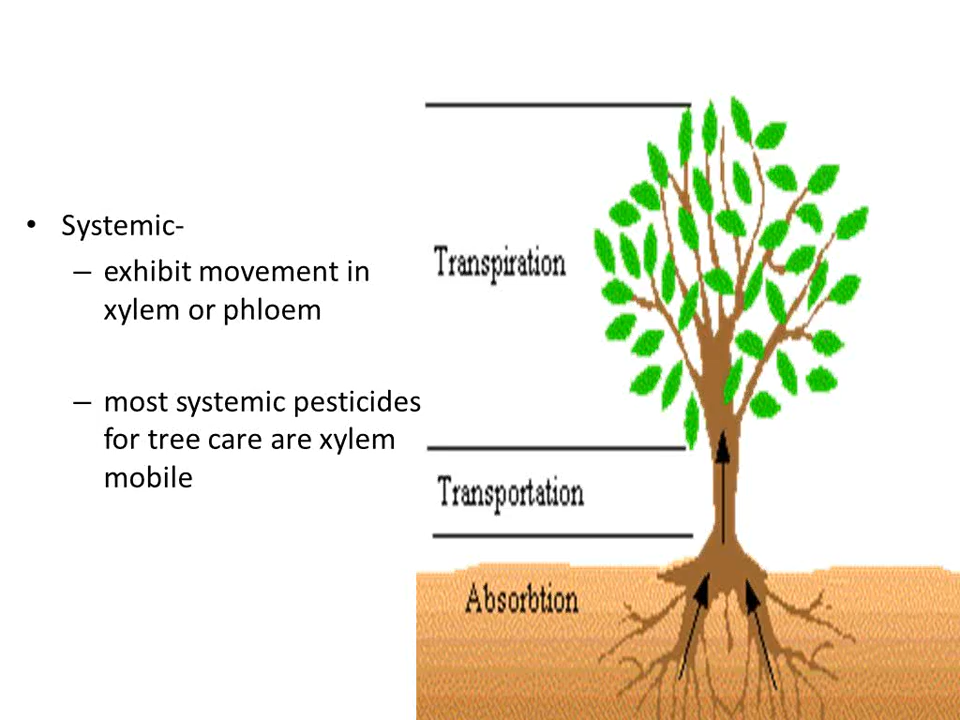 • Systemic-
– exhibit movement in
xylem or phloem
– most systemic pesticides
for tree care are xylem
mobile
Transpiration
Transportation
Absorbtion